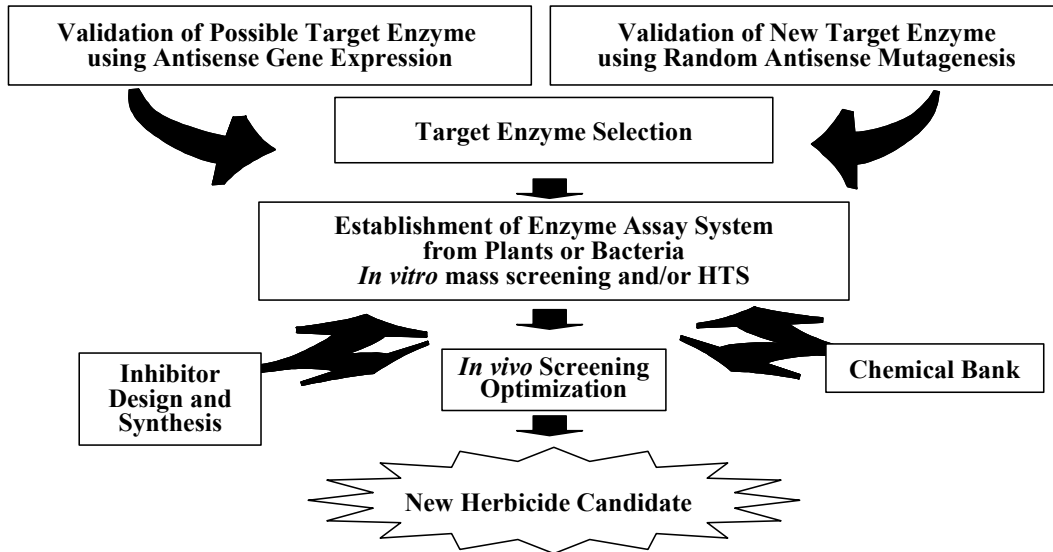 Validation of Possible Target Enzyme
using Antisense Gene Expression
Validation of New Target Enzyme
using Random Antisense Mutagenesis
Target Enzyme Selection
Establishment of Enzyme Assay System
from Plants or Bacteria
In vitro mass screening and/or HTS
Inhibitor
Design and
Synthesis
In vivo Screening
Optimization
Chemical Bank
New Herbicide Candidate